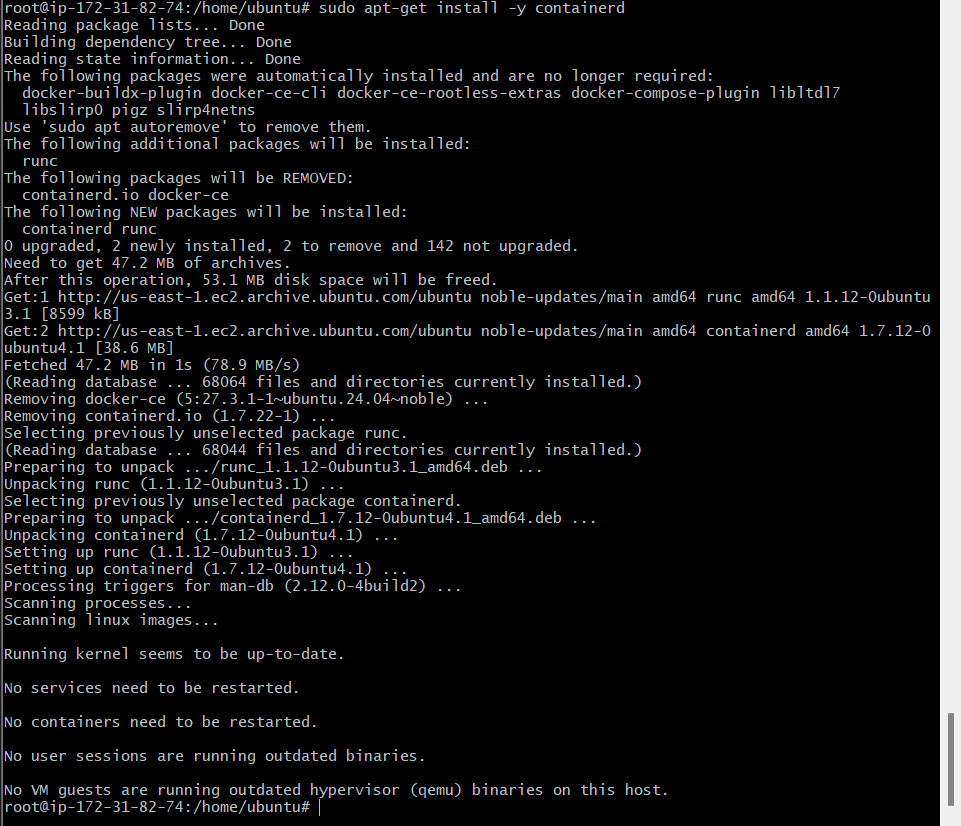 root@ip-172-31-82-74:/home/ubuntu# sudo apt-get install -y containerd
Reading package lists... Done
Building dependency tree... Done
Reading state information... Done
The following packages were automatically installed and are no longer required:
  docker-buildx-plugin docker-ce-cli docker-ce-rootless-extras docker-compose-plugin libltdl7
  libslirp0 pigz slirp4netns
Use 'sudo apt autoremove' to remove them.
The following additional packages will be installed:
  runc
The following packages will be REMOVED:
  containerd.io docker-ce
The following NEW packages will be installed:
  containerd runc
0 upgraded, 2 newly installed, 2 to remove and 142 not upgraded.
Need to get 47.2 MB of archives.
After this operation, 53.1 MB disk space will be freed.
Get:1 http://us-east-1.ec2.archive.ubuntu.com/ubuntu noble-updates/main amd64 runc amd64 1.1.12-0ubuntu
3.1 [8599 kB]
Get:2 http://us-east-1.ec2.archive.ubuntu.com/ubuntu noble-updates/main amd64 containerd amd64 1.7.12-0
ubuntu4.1 [38.6 MB]
Fetched 47.2 MB in 1s (78.9 MB/s)
(Reading database ... 68064 files and directories currently installed.)
Removing docker-ce (5:27.3.1-1~ubuntu.24.04~noble) ...
Removing containerd.io (1.7.22-1) ...
Selecting previously unselected package runc.
(Reading database ... 68044 files and directories currently installed.)
Preparing to unpack .../runc_1.1.12-0ubuntu3.1_amd64.deb ...
Unpacking runc (1.1.12-0ubuntu3.1) ...
Selecting previously unselected package containerd.
Preparing to unpack .../containerd_1.7.12-0ubuntu4.1_amd64.deb ...
Unpacking containerd (1.7.12-0ubuntu4.1) ...
Setting up runc (1.1.12-0ubuntu3.1) ...
Setting up containerd (1.7.12-0ubuntu4.1) ...
Processing triggers for man-db (2.12.0-4build2) ...
Scanning processes...
Scanning linux images...

Running kernel seems to be up-to-date.

No services need to be restarted.

No containers need to be restarted.

No user sessions are running outdated binaries.

No VM guests are running outdated hypervisor (qemu) binaries on this host.
root@ip-172-31-82-74:/home/ubuntu#